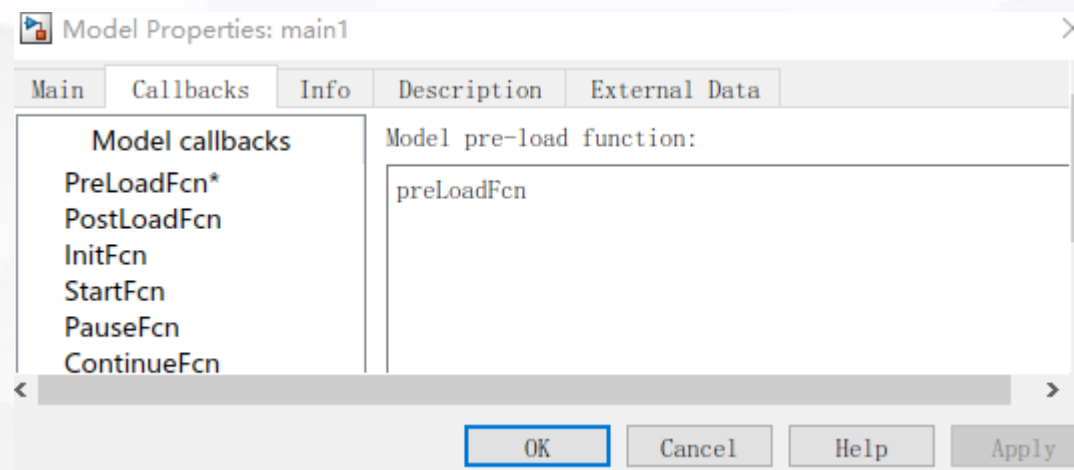 Model Properties: main1
Main Callbacks Info Description External Data
Model callbacks
PreLoadFcn*
PostLoadFcn
InitFcn
StartFcn
PauseFcn
ContinueFcn
Model pre-load function:
preLoadFcn
OK Cancel Help Apply